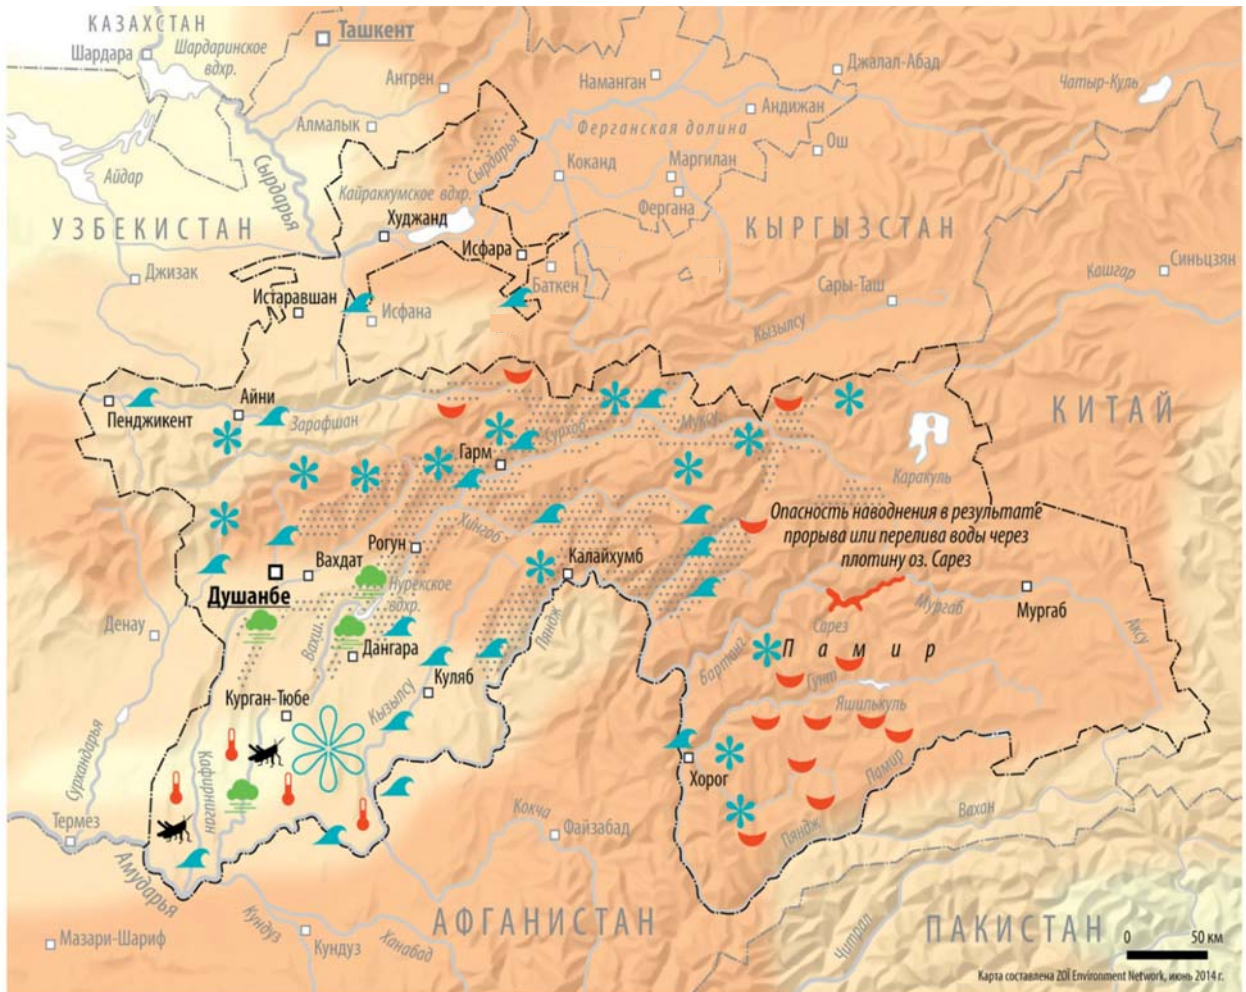 КАЗАХСТАН
Шардара
Шардаринское
вдхр.
Ташкент
Ангрен
Наманган
Джалал-Абад
Чатыр-Куль
Андижан
Алмалык
Ферганская долина
Ош
Коканд
Маргилан
Сырдарья
Сырдарья
Айдар
Кайраккумское вдхр.
Фергана
Худжанд
УЗБЕКИСТАН
КЫРГЫЗСТАН
Исфара
Синьцзян
Джизак
Баткен
Сары-Таш
Кашгар
Истаравшан
Исфана
Кызылсу
Пенджикент
Айни
Зарафшан
КИТАЙ
Сурхоб
Муксу
Гарм
Каракуль
Опасность наводнения в результате
прорыва или перелива воды через
плотину оз. Сарез
Хингоб
Рогун
Вахдат
Калайхумб
Душанбе
Нурекское
вдхр.
Мургаб
Мургаб
Сарез
Денау
Вахш
Пяндж
Аксу
Дангара
Бартанг
Памир
Гунт
Куляб
Яшилькуль
Курган-Тюбе
Кызылсу
Сурхандарья
Кафирниган
Хорог
Памир
Термез
Кокча
Файзабад
Пяндж
Вахан
Амударья
Мазари-Шариф
Кундуз
Кундуз
Ханабад
АФГАНИСТАН
Читрал
ПАКИСТАН
0 50 км
Карта составлена ZOÏ Environment Network, июнь 2014 г.